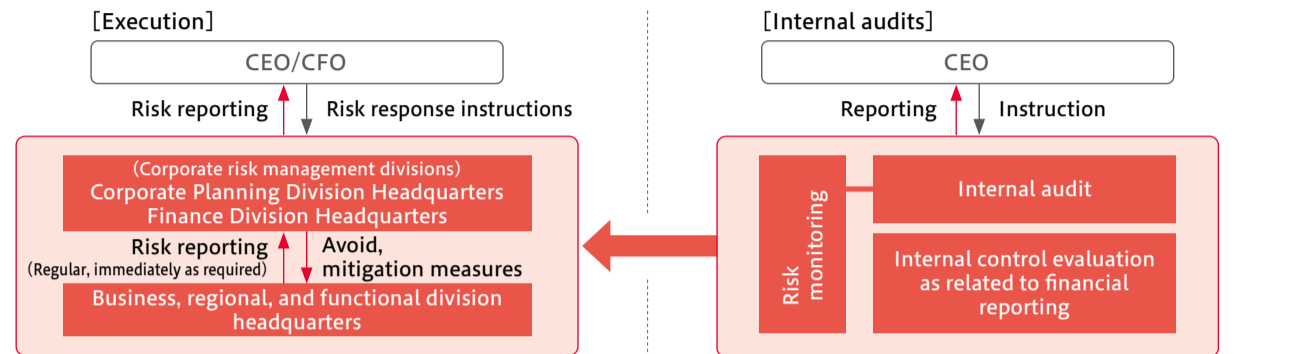 [Execution]
CEO/CFO
Risk reporting
Risk response instructions
(Corporate risk management divisions)
Corporate Planning Division Headquarters
Finance Division Headquarters
Risk reporting
(Regular, immediately as required)
Avoid,
mitigation measures
Business, regional, and functional division
headquarters
[Internal audits]
CEO
Reporting
Instruction
Risk
monitoring
Internal audit
Internal control evaluation
as related to financial
reporting